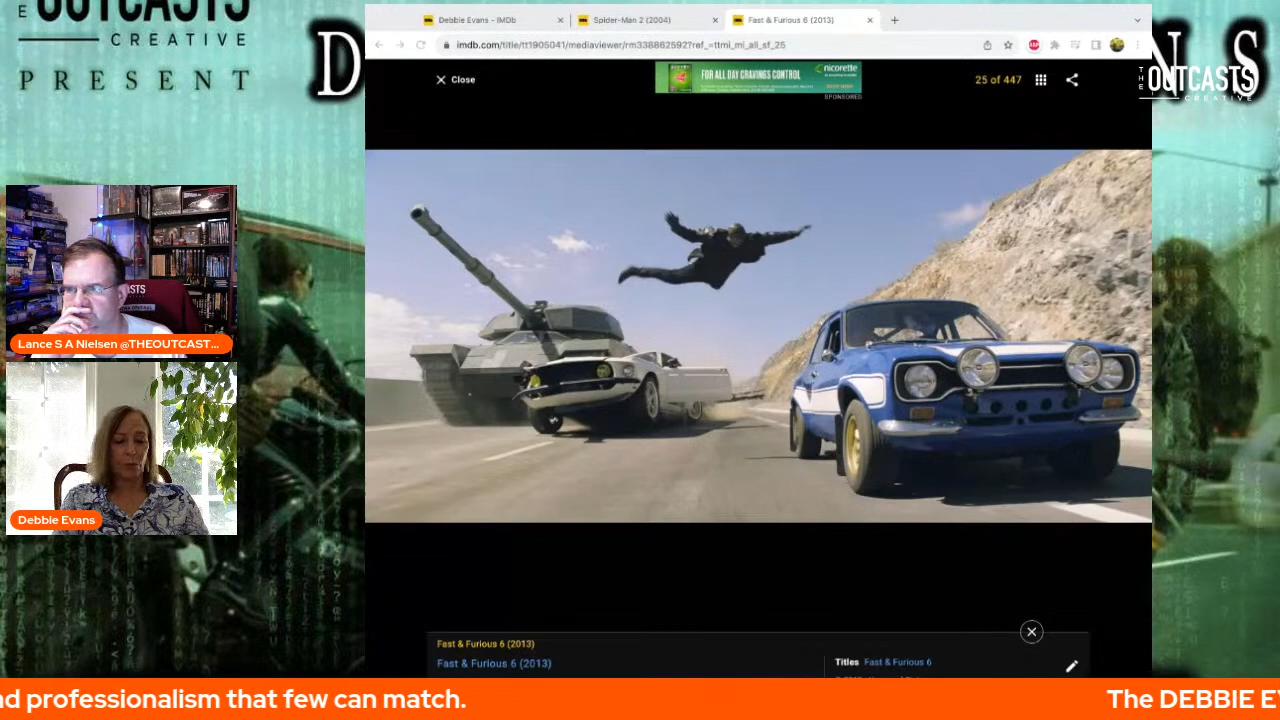 E OUTCASTS
CREATIVE
PRESENT
D
N S
THE OUTCASTS
CREATIVE
Debbie Evans - IMDb
Spider-Man 2 (2004)
Fast & Furious 6 (2013)
imdb.com/title/tt1905041/mediaviewer/rm338862592?ref_=ttmi_mi_all_sf_25
ABP
Close
FOR ALL DAY CRAVINGS CONTROL
nicorette
SPONSORED
25 of 447
ASTS
Lance S A Nielsen @THEOUTCAST...
Debbie Evans
Fast & Furious 6 (2013)
Fast & Furious 6 (2013)
Titles Fast & Furious 6
nd professionalism that few can match.
The DEBBIE E